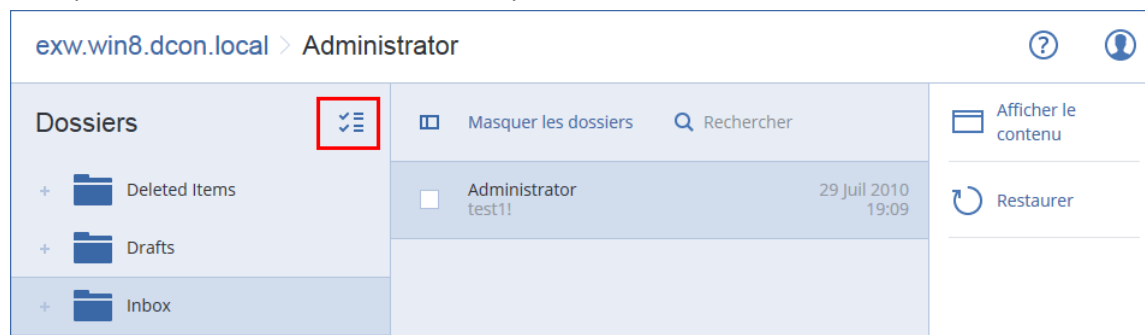 exw.win8.dcon.local > Administrator
Dossiers
Masquer les dossiers
Rechercher
Afficher le
contenu
Deleted Items
Administrator
29 Juil 2010
test1!
19:09
Restaurer
Drafts
Inbox